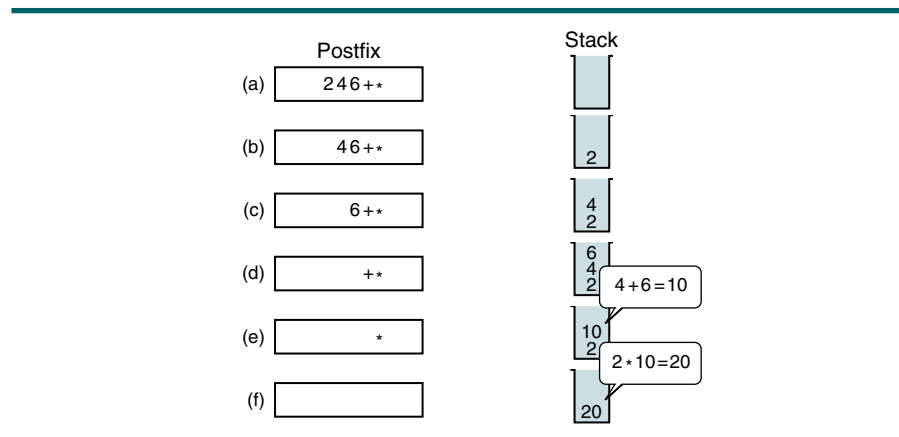 Postfix Stack
(a) 2 4 6 + *
(b) 4 6 + * 2
(c) 6 + * 4
2
(d) + * 6
4
2
4 + 6 = 10
(e) * 10
2
2 * 10 = 20
(f) 20